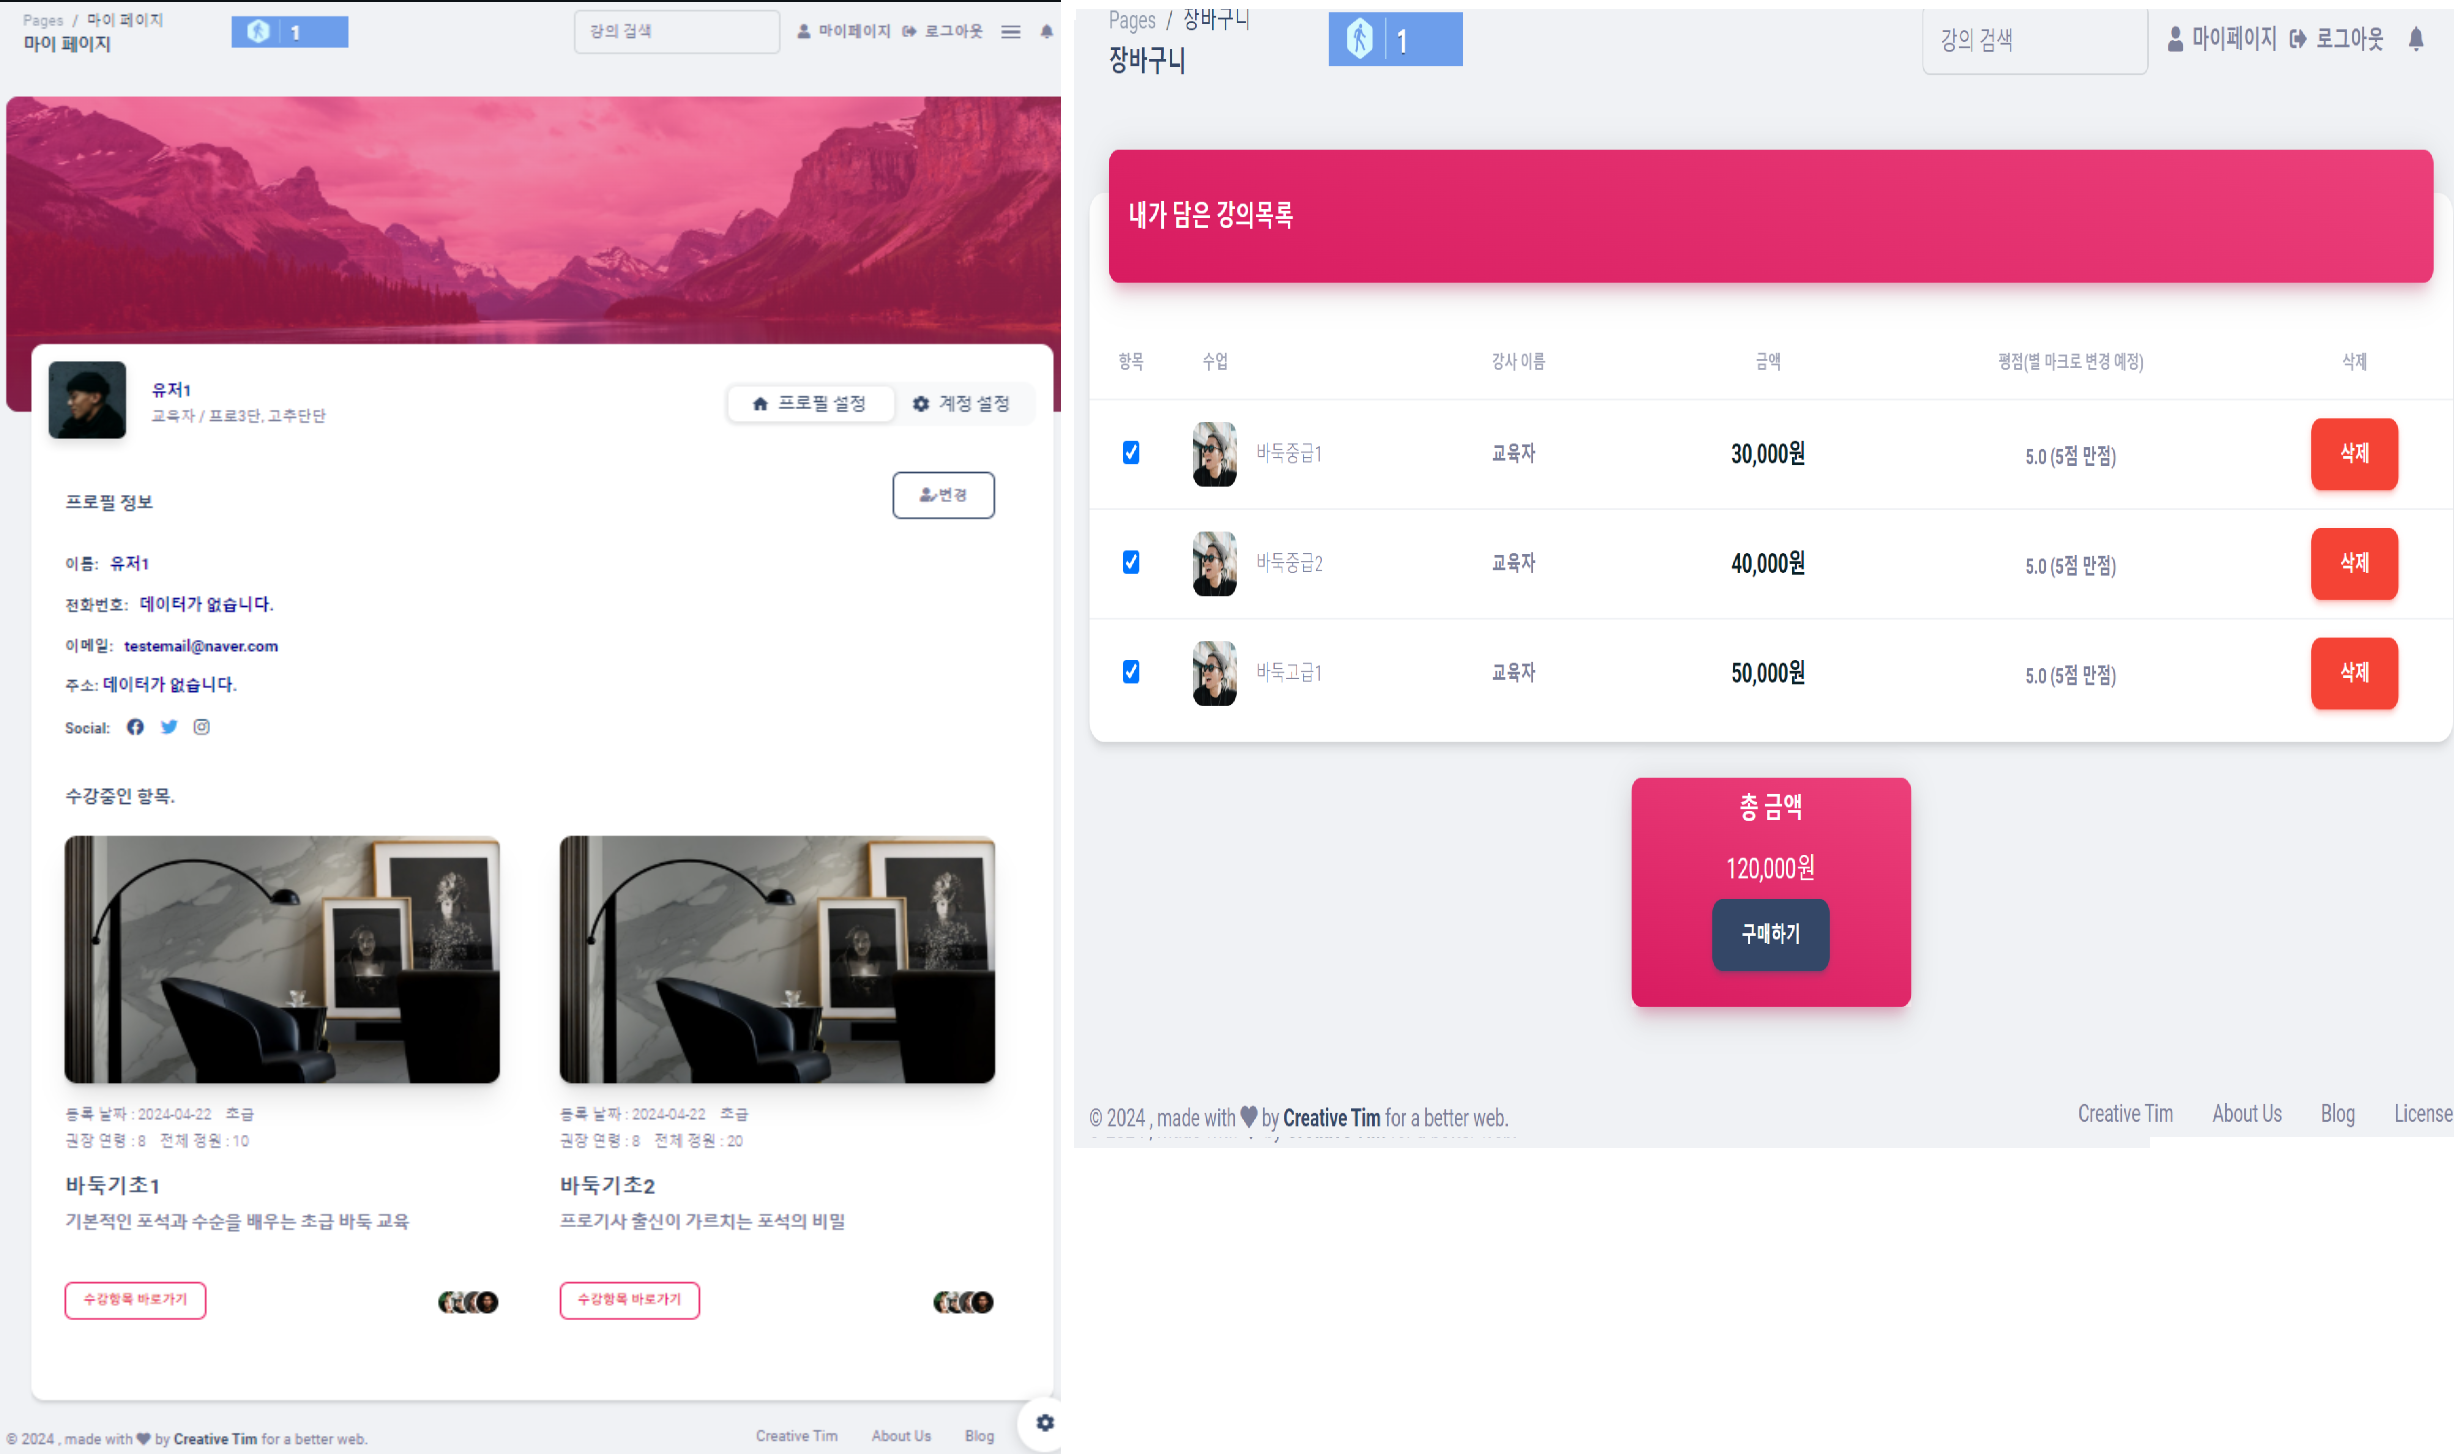 Pages / 마이 페이지
마이 페이지
1
강의 검색
마이페이지
로그아웃
유저1
교육자 / 프로3단, 고추단단
프로필 설정
계정 설정
프로필 정보
변경
이름: 유저1
전화번호: 데이터가 없습니다.
이메일: testemail@naver.com
주소: 데이터가 없습니다.
Social:
수강중인 항목.
등록 날짜 : 2024-04-22 초급
권장 연령 : 8 전체 정원 : 10
바둑기초1
기본적인 포석과 수순을 배우는 초급 바둑 교육
수강항목 바로가기
등록 날짜 : 2024-04-22 초급
권장 연령 : 8 전체 정원 : 20
바둑기초2
프로기사 출신이 가르치는 포석의 비밀
수강항목 바로가기
© 2024 , made with by Creative Tim for a better web.
Creative Tim About Us Blog
Pages / 장바구니
장바구니
1
강의 검색
마이페이지
로그아웃
내가 담은 강의목록
항목 수업 강사 이름 금액 평점(별 마크로 변경 예정) 삭제
바둑중급1 교육자 30,000원 5.0 (5점 만점) 삭제
바둑중급2 교육자 40,000원 5.0 (5점 만점) 삭제
바둑고급1 교육자 50,000원 5.0 (5점 만점) 삭제
총 금액
120,000원
구매하기
© 2024 , made with by Creative Tim for a better web.
Creative Tim About Us Blog License